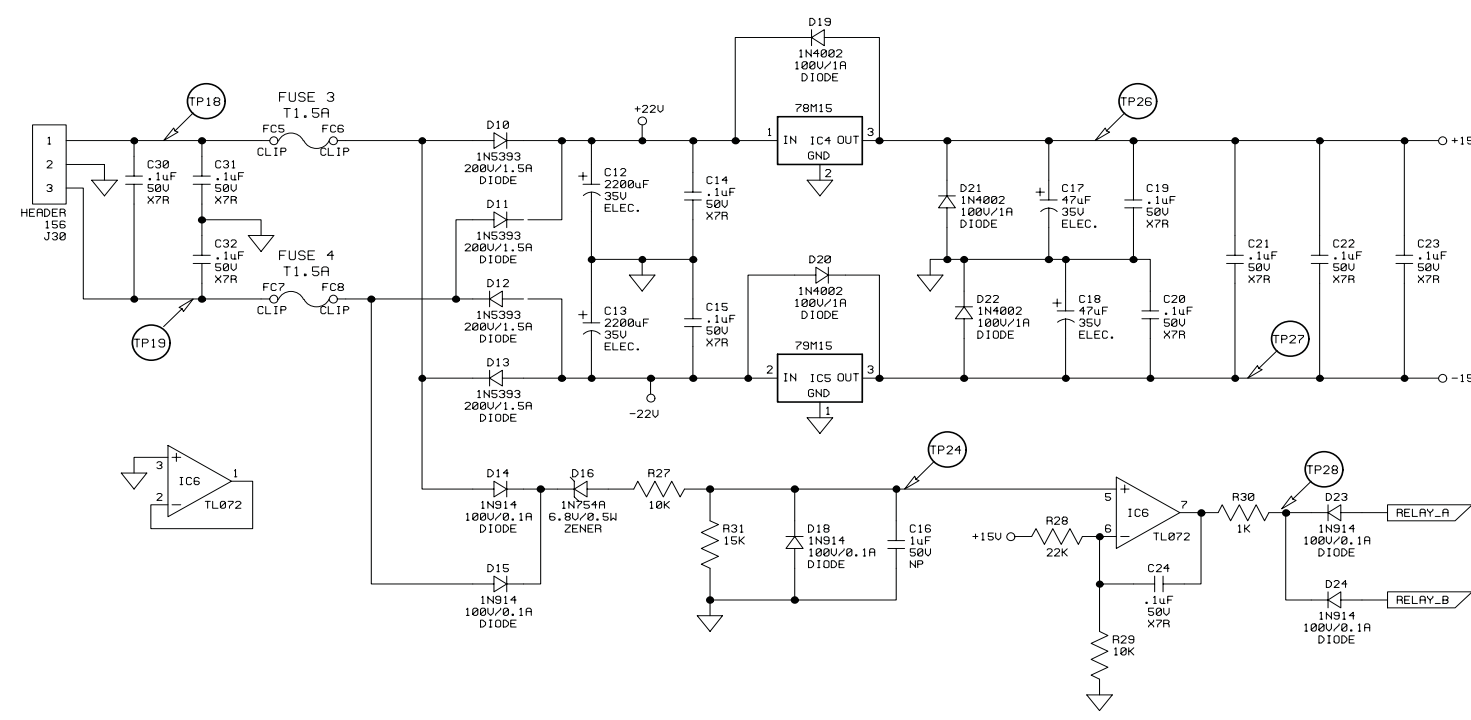 D19
1N4002
100V/1A
DIODE
TP18
FUSE 3
T1.5A
FC5
FC6
CLIP
CLIP
+22V
78M15
TP26
1
2
3
HEADER
156
J30
C30
.1uF
50V
X7R
C31
.1uF
50V
X7R
D10
1N5393
200V/1.5A
DIODE
C12
2200uF
35V
ELEC.
C14
.1uF
50V
X7R
1
IN
IC4
OUT
3
GND
2
+15
D21
1N4002
100V/1A
DIODE
C17
47uF
35V
ELEC.
C19
.1uF
50V
X7R
D11
1N5393
200V/1.5A
DIODE
C32
.1uF
50V
X7R
FUSE 4
T1.5A
FC7
FC8
CLIP
CLIP
TP19
D12
1N5393
200V/1.5A
DIODE
C13
2200uF
35V
ELEC.
C15
.1uF
50V
X7R
D20
1N4002
100V/1A
DIODE
C21
.1uF
50V
X7R
C22
.1uF
50V
X7R
C23
.1uF
50V
X7R
D22
1N4002
100V/1A
DIODE
C18
47uF
35V
ELEC.
C20
.1uF
50V
X7R
TP27
D13
1N5393
200V/1.5A
DIODE
-22V
79M15
2
IN
IC5
OUT
3
GND
1
-15
3
+
IC6
1
2
-
TL072
D14
1N914
100V/0.1A
DIODE
D16
1N754A
6.8V/0.5W
ZENER
R27
10K
TP24
R31
15K
D18
1N914
100V/0.1A
DIODE
C16
1uF
50V
NP
D15
1N914
100V/0.1A
DIODE
+15V
R28
22K
5
+
6
-
IC6
7
TL072
C24
.1uF
50V
X7R
R29
10K
R30
1K
TP28
D23
1N914
100V/0.1A
DIODE
RELAY_A
D24
1N914
100V/0.1A
DIODE
RELAY_B